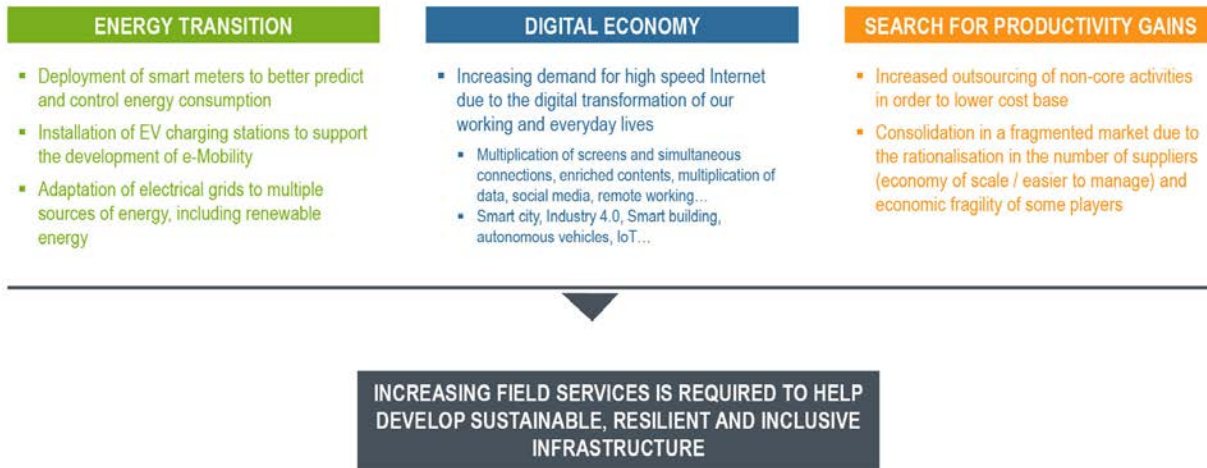 ENERGY TRANSITION
▪ Deployment of smart meters to better predict
and control energy consumption
▪ Installation of EV charging stations to support
the development of e-Mobility
▪ Adaptation of electrical grids to multiple
sources of energy, including renewable
energy
DIGITAL ECONOMY
▪ Increasing demand for high speed Internet
due to the digital transformation of our
working and everyday lives
▪ Multiplication of screens and simultaneous
connections, enriched contents, multiplication of
data, social media, remote working…
▪ Smart city, Industry 4.0, Smart building,
autonomous vehicles, IoT…
SEARCH FOR PRODUCTIVITY GAINS
▪ Increased outsourcing of non-core activities
in order to lower cost base
▪ Consolidation in a fragmented market due to
the rationalisation in the number of suppliers
(economy of scale / easier to manage) and
economic fragility of some players
INCREASING FIELD SERVICES IS REQUIRED TO HELP
DEVELOP SUSTAINABLE, RESILIENT AND INCLUSIVE
INFRASTRUCTURE